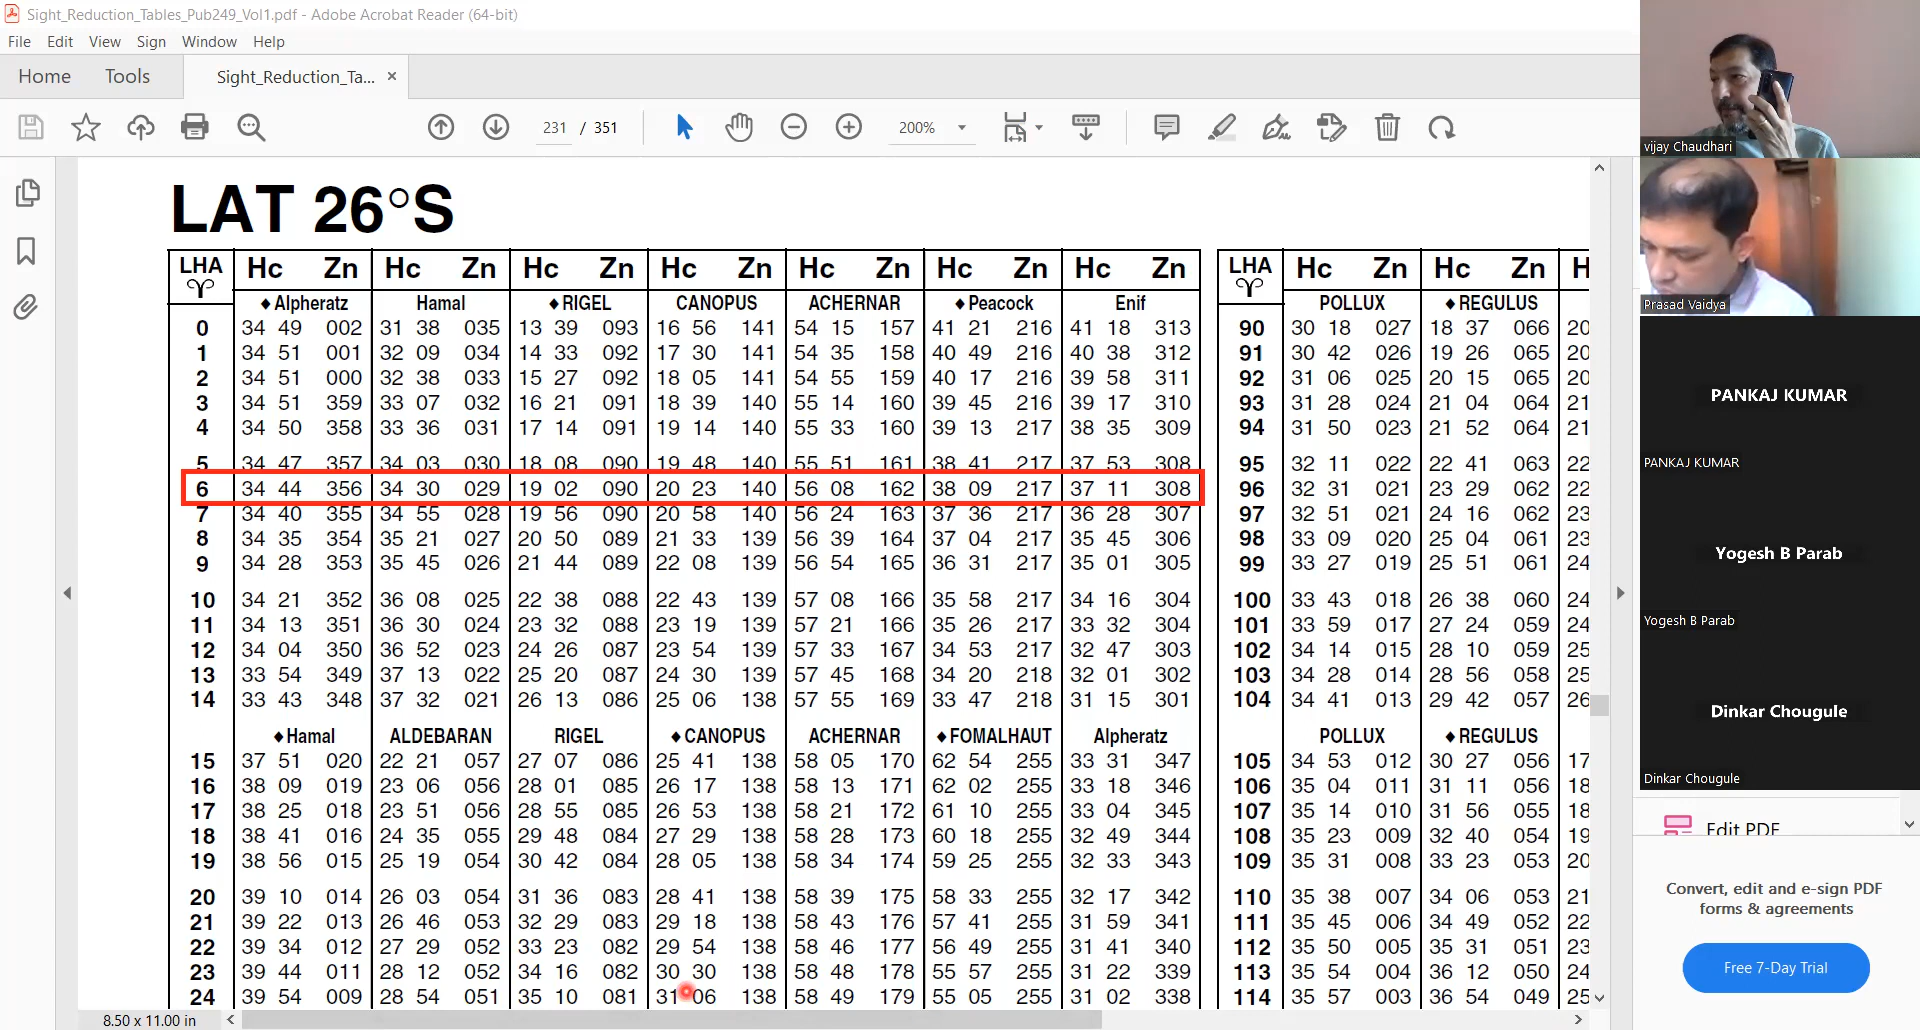 Sight_Reduction_Tables_Pub249_Vol1.pdf - Adobe Acrobat Reader (64-bit)
File Edit View Sign Window Help
Home Tools Sight_Reduction_Ta... ×
231 / 351 200%
LAT 26°S
LHA ♈ Hc Zn Hc Zn Hc Zn Hc Zn Hc Zn Hc Zn Hc Zn LHA ♈ Hc Zn Hc Zn H
♦Alpheratz Hamal ♦RIGEL CANOPUS ACHERNAR ♦Peacock Enif POLLUX ♦REGULUS
0 34 49 002 31 38 035 13 39 093 16 56 141 54 15 157 41 21 216 41 18 313 90 30 18 027 18 37 066 20
1 34 51 001 32 09 034 14 33 092 17 30 141 54 35 158 40 49 216 40 38 312 91 30 42 026 19 26 065 20
2 34 51 000 32 38 033 15 27 092 18 05 141 54 55 159 40 17 216 39 58 311 92 31 06 025 20 15 065 20
3 34 51 359 33 07 032 16 21 091 18 39 140 55 14 160 39 45 216 39 17 310 93 31 28 024 21 04 064 21
4 34 50 358 33 36 031 17 14 091 19 14 140 55 33 160 39 13 217 38 35 309 94 31 50 023 21 52 064 21
5 34 47 357 34 03 030 18 08 090 19 48 140 55 51 161 38 41 217 37 53 308 95 32 11 022 22 41 063 22
6 34 44 356 34 30 029 19 02 090 20 23 140 56 08 162 38 09 217 37 11 308 96 32 31 021 23 29 062 22
7 34 40 355 34 55 028 19 56 090 20 58 140 56 24 163 37 36 217 36 28 307 97 32 51 021 24 16 062 23
8 34 35 354 35 21 027 20 50 089 21 33 139 56 39 164 37 04 217 35 45 306 98 33 09 020 25 04 061 23
9 34 28 353 35 45 026 21 44 089 22 08 139 56 54 165 36 31 217 35 01 305 99 33 27 019 25 51 061 24
10 34 21 352 36 08 025 22 38 088 22 43 139 57 08 166 35 58 217 34 16 304 100 33 43 018 26 38 060 24
11 34 13 351 36 30 024 23 32 088 23 19 139 57 21 166 35 26 217 33 32 304 101 33 59 017 27 24 059 24
12 34 04 350 36 52 023 24 26 087 23 54 139 57 33 167 34 53 217 32 47 303 102 34 14 015 28 10 059 25
13 33 54 349 37 13 022 25 20 087 24 30 139 57 45 168 34 20 218 32 01 302 103 34 28 014 28 56 058 25
14 33 43 348 37 32 021 26 13 086 25 06 138 57 55 169 33 47 218 31 15 301 104 34 41 013 29 42 057 26
♦Hamal ALDEBARAN RIGEL ♦CANOPUS ACHERNAR ♦FOMALHAUT Alpheratz POLLUX ♦REGULUS
15 37 51 020 22 21 057 27 07 086 25 41 138 58 05 170 62 54 255 33 31 347 105 34 53 012 30 27 056 17
16 38 09 019 23 06 056 28 01 085 26 17 138 58 13 171 62 02 255 33 18 346 106 35 04 011 31 11 056 18
17 38 25 018 23 51 056 28 55 085 26 53 138 58 21 172 61 10 255 33 04 345 107 35 14 010 31 56 055 18
18 38 41 016 24 35 055 29 48 084 27 29 138 58 28 173 60 18 255 32 49 344 108 35 23 009 32 40 054 19
19 38 56 015 25 19 054 30 42 084 28 05 138 58 34 174 59 25 255 32 33 343 109 35 31 008 33 23 053 20
20 39 10 014 26 03 054 31 36 083 28 41 138 58 39 175 58 33 255 32 17 342 110 35 38 007 34 06 053 21
21 39 22 013 26 46 053 32 29 083 29 18 138 58 43 176 57 41 255 31 59 341 111 35 45 006 34 49 052 22
22 39 34 012 27 29 052 33 23 082 29 54 138 58 46 177 56 49 255 31 41 340 112 35 50 005 35 31 051 23
23 39 44 011 28 12 052 34 16 082 30 30 138 58 48 178 55 57 255 31 22 339 113 35 54 004 36 12 050 24
24 39 54 009 28 54 051 35 10 081 31 06 138 58 49 179 55 05 255 31 02 338 114 35 57 003 36 54 049 25
8.50 x 11.00 in
vijay Chaudhari
Prasad Vaidya
PANKAJ KUMAR
PANKAJ KUMAR
Yogesh B Parab
Yogesh B Parab
Dinkar Chougule
Dinkar Chougule
Edit PDF
Convert, edit and e-sign PDF
forms & agreements
Free 7-Day Trial